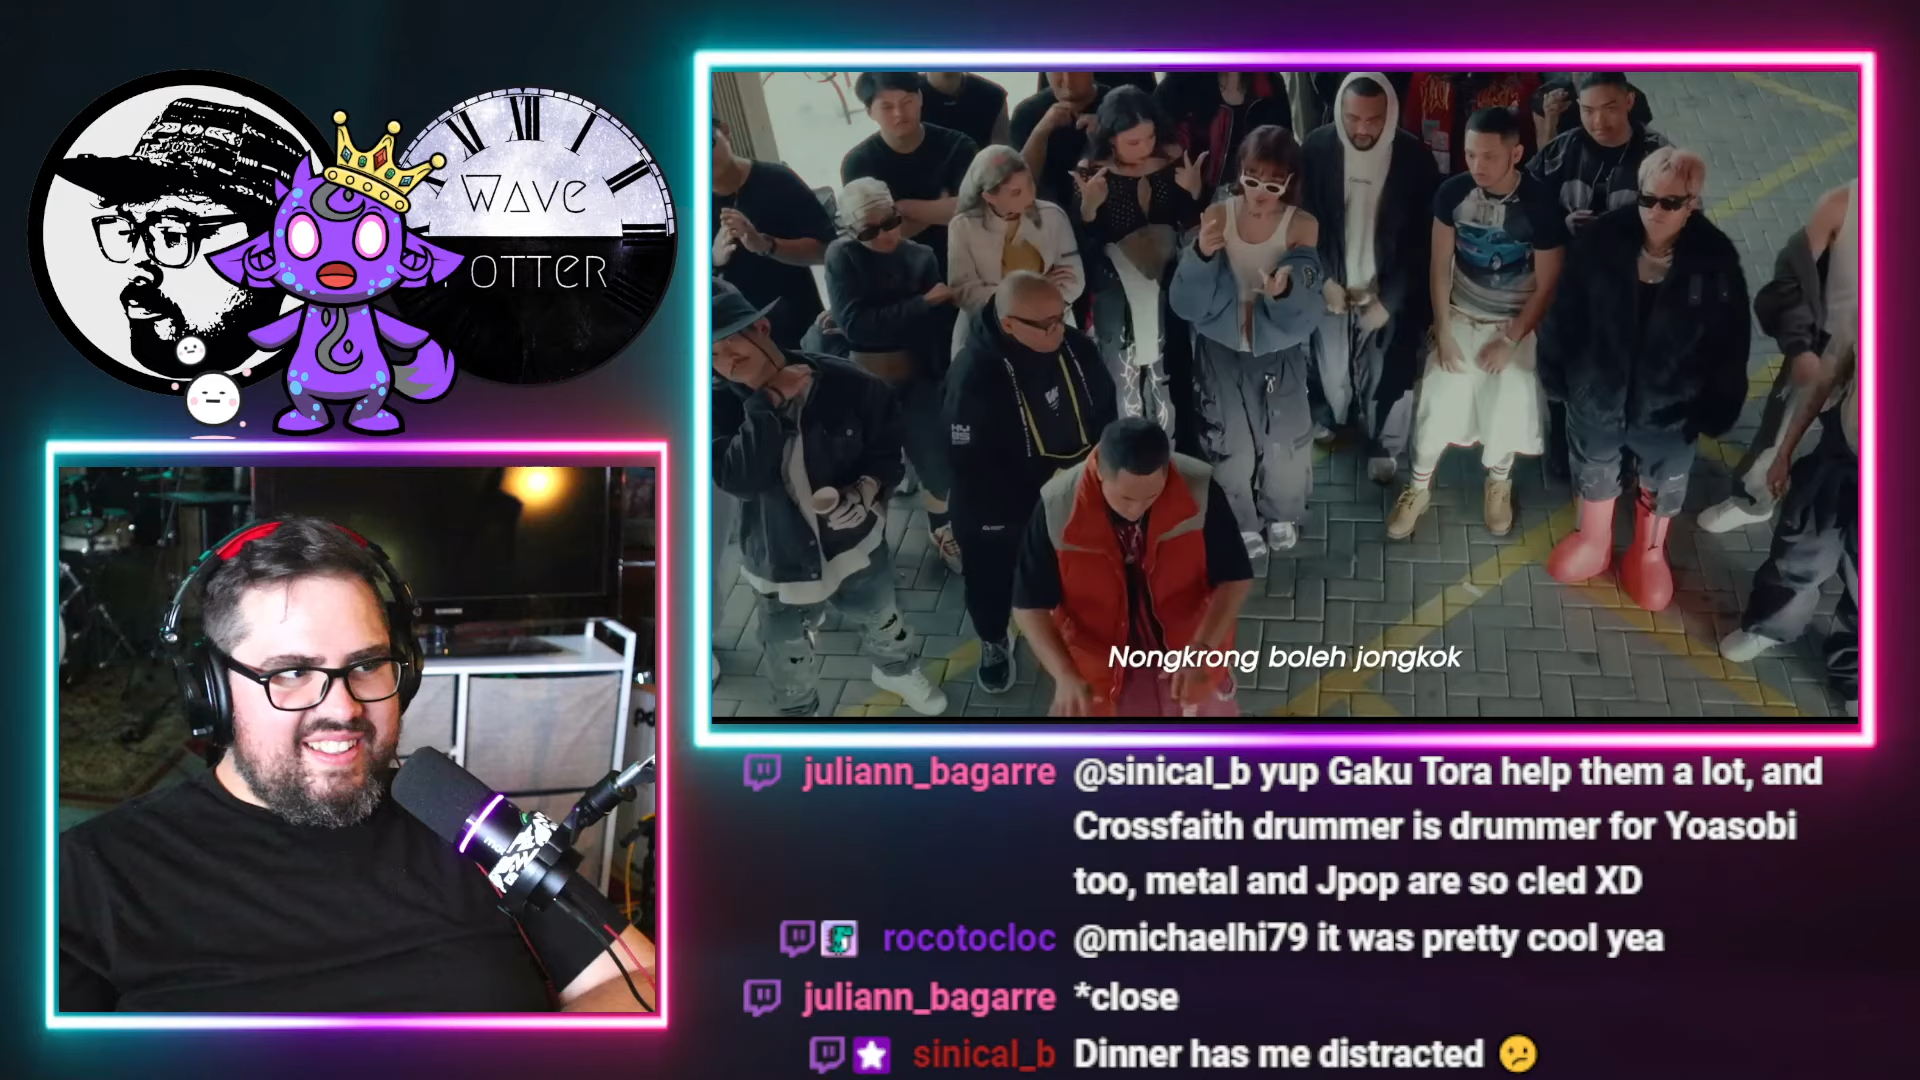 WAVE
OTTER
Nongkrong boleh jongkok
juliann_bagarre @sinical_b yup Gaku Tora help them a lot, and
Crossfaith drummer is drummer for Yoasobi
too, metal and Jpop are so cled XD
rocotocloc @michaelhi79 it was pretty cool yea
juliann_bagarre *close
sinical_b Dinner has me distracted 🫤